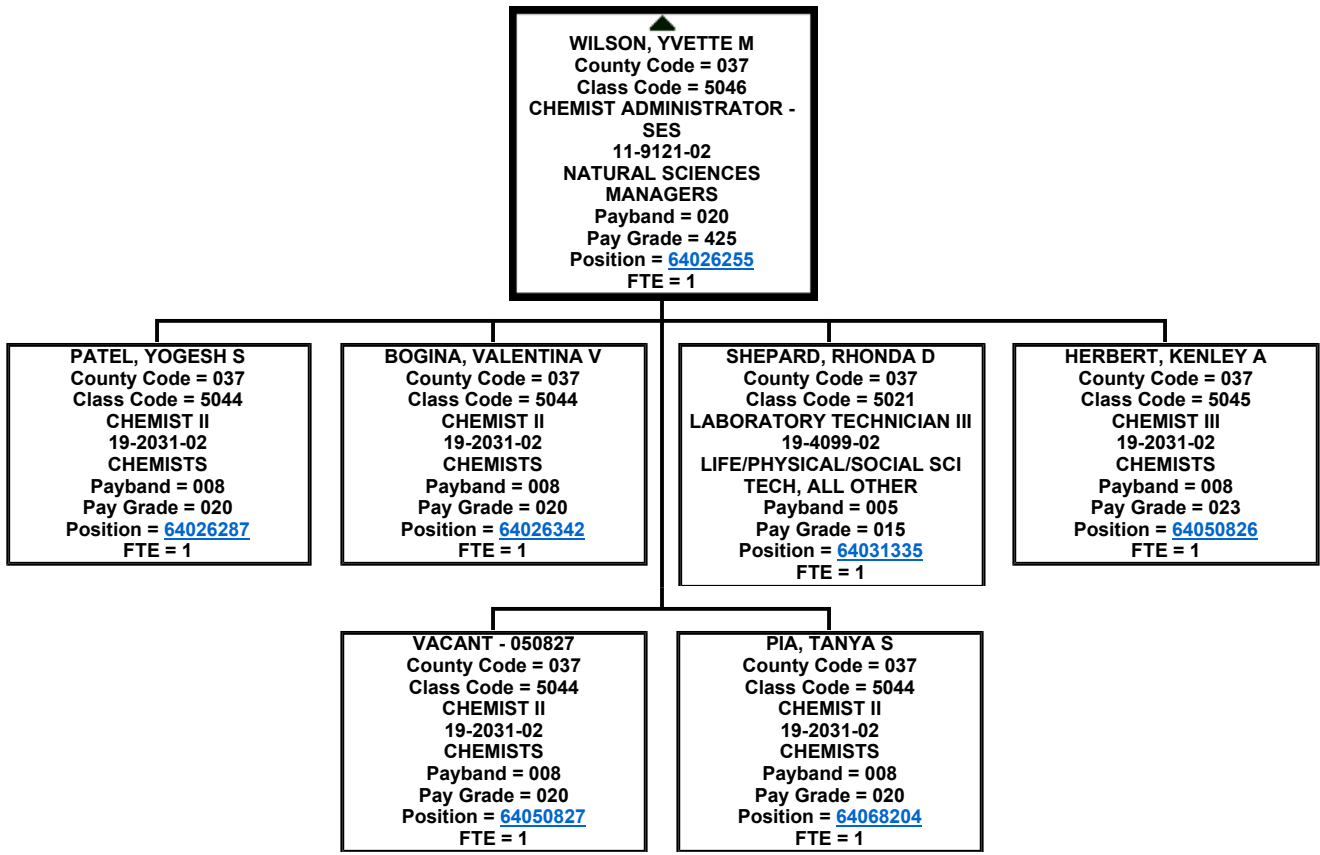 WILSON, YVETTE M
County Code = 037
Class Code = 5046
CHEMIST ADMINISTRATOR -
SES
11-9121-02
NATURAL SCIENCES
MANAGERS
Payband = 020
Pay Grade = 425
Position = 64026255
FTE = 1
PATEL, YOGESH S
County Code = 037
Class Code = 5044
CHEMIST II
19-2031-02
CHEMISTS
Payband = 008
Pay Grade = 020
Position = 64026287
FTE = 1
BOGINA, VALENTINA V
County Code = 037
Class Code = 5044
CHEMIST II
19-2031-02
CHEMISTS
Payband = 008
Pay Grade = 020
Position = 64026342
FTE = 1
SHEPARD, RHONDA D
County Code = 037
Class Code = 5021
LABORATORY TECHNICIAN III
19-4099-02
LIFE/PHYSICAL/SOCIAL SCI
TECH, ALL OTHER
Payband = 005
Pay Grade = 015
Position = 64031335
FTE = 1
HERBERT, KENLEY A
County Code = 037
Class Code = 5045
CHEMIST III
19-2031-02
CHEMISTS
Payband = 008
Pay Grade = 023
Position = 64050826
FTE = 1
VACANT - 050827
County Code = 037
Class Code = 5044
CHEMIST II
19-2031-02
CHEMISTS
Payband = 008
Pay Grade = 020
Position = 64050827
FTE = 1
PIA, TANYA S
County Code = 037
Class Code = 5044
CHEMIST II
19-2031-02
CHEMISTS
Payband = 008
Pay Grade = 020
Position = 64068204
FTE = 1